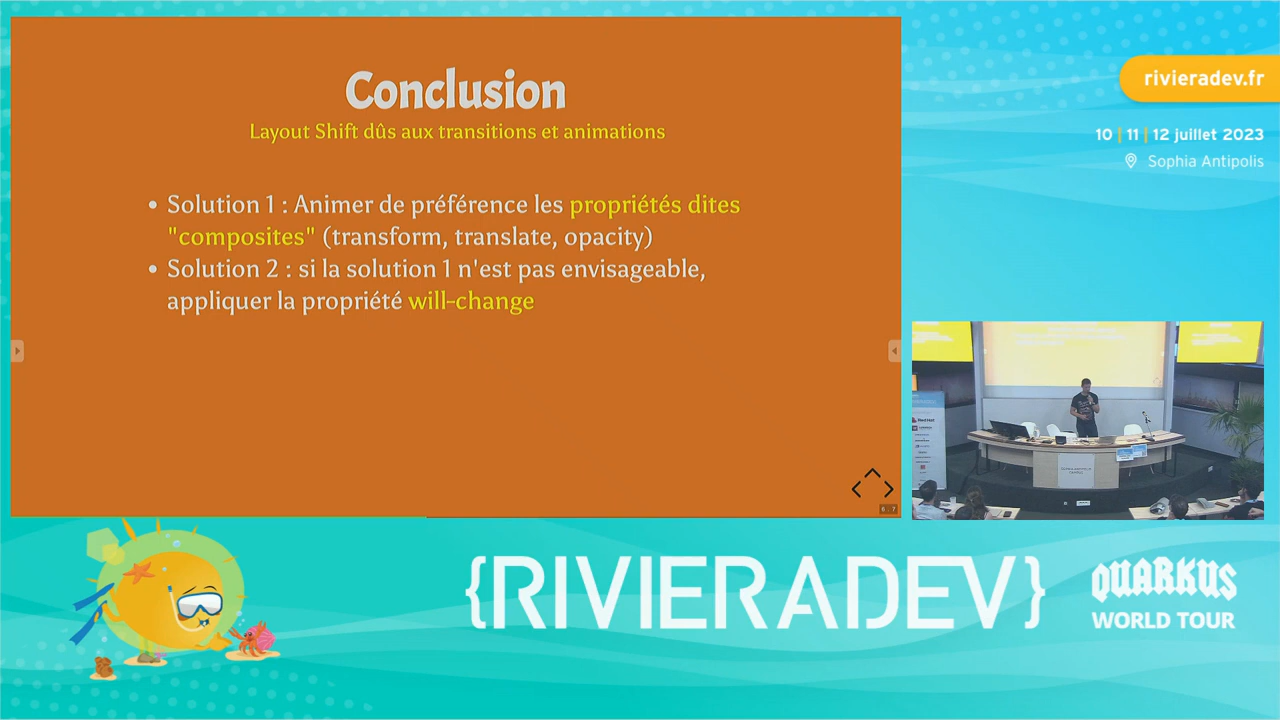 Conclusion
Layout Shift dûs aux transitions et animations
• Solution 1 : Animer de préférence les propriétés dites
"composites" (transform, translate, opacity)
• Solution 2 : si la solution 1 n'est pas envisageable,
appliquer la propriété will-change
rivieradev.fr
10 | 11 | 12 juillet 2023
Sophia Antipolis
{RIVIERADEV}
QUARKUS
WORLD TOUR